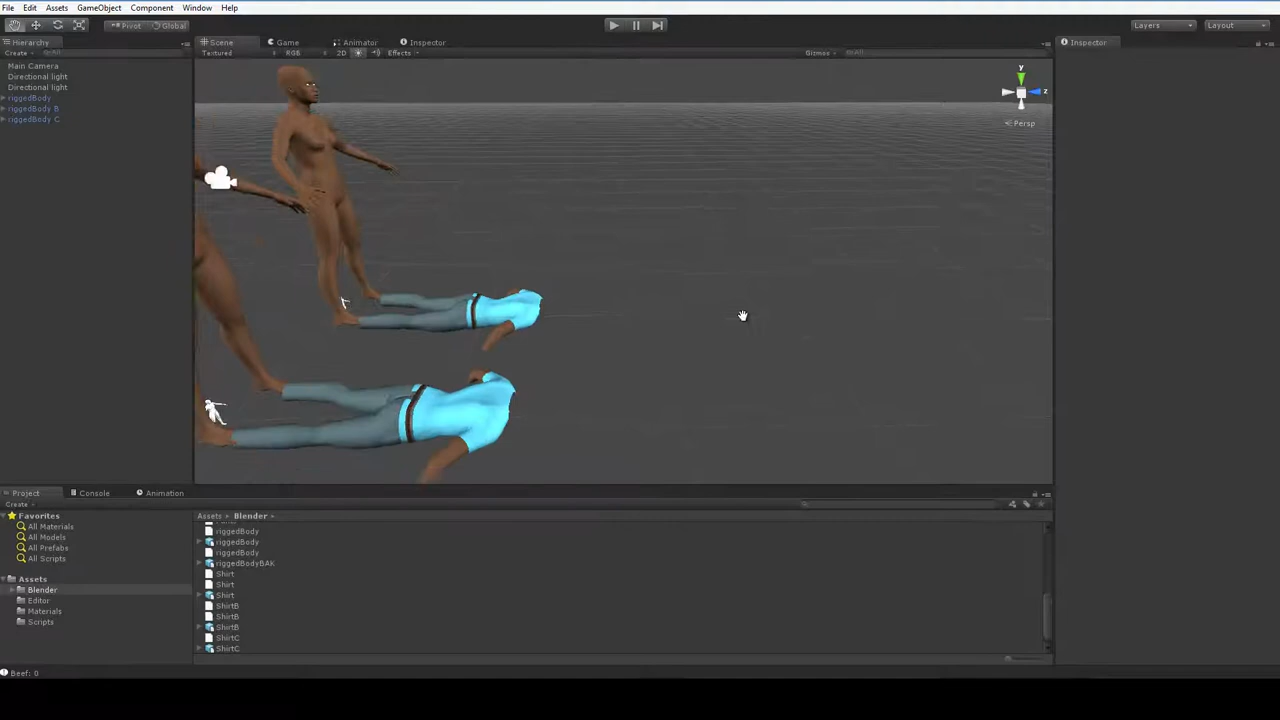 File Edit Assets GameObject Component Window Help
Pivot Global Layers Layout
Hierarchy Scene Game Animator Inspector Inspector
Create All Textured RGB 2D Effects Gizmos All
Main Camera
Directional light
Directional light
riggedBody
riggedBody B
riggedBody C
y
z
Persp
Project Console Animation
Create
Favorites
All Materials
All Models
All Prefabs
All Scripts
Assets
Blender
Editor
Materials
Scripts
Assets Blender
riggedBody
riggedBody
riggedBody
riggedBodyBAK
Shirt
Shirt
Shirt
ShirtB
ShirtB
ShirtB
ShirtC
ShirtC
Beef: 0